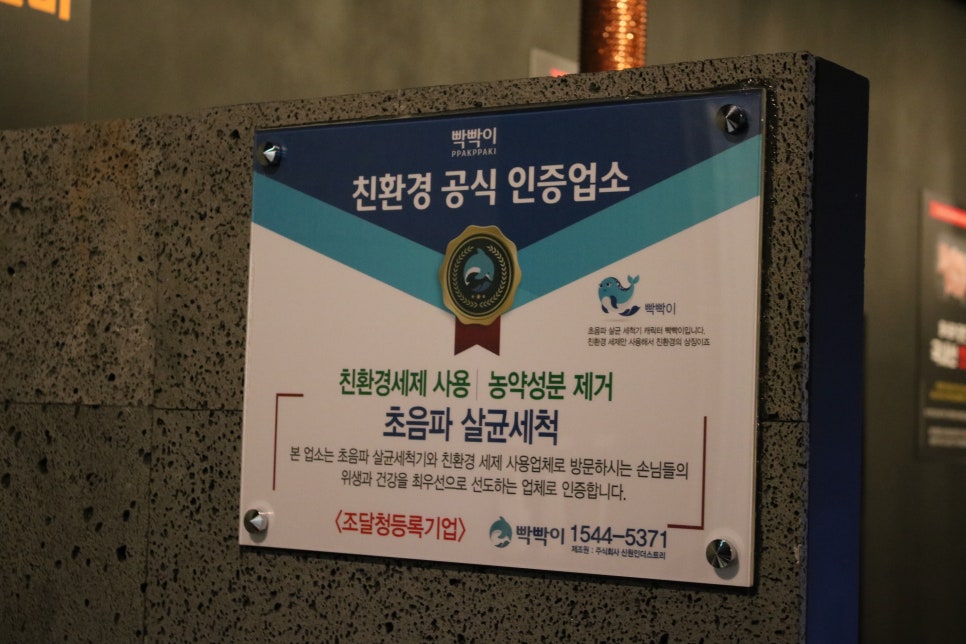 빡빡이
PPAKPPAKI
친환경 공식 인증업소
빡빡이
초음파 살균 세척기 캐릭터 빡빡이입니다.
친환경 세제만 사용해서 친환경의 상징이죠
친환경세제 사용 | 농약성분 제거
초음파 살균세척
본 업소는 초음파 살균세척기와 친환경 세제 사용업체로 방문하시는 손님들의
위생과 건강을 최우선으로 선도하는 업체로 인증합니다.
<조달청등록기업>
빡빡이 1544-5371
제조원 : 주식회사 신원인더스트리